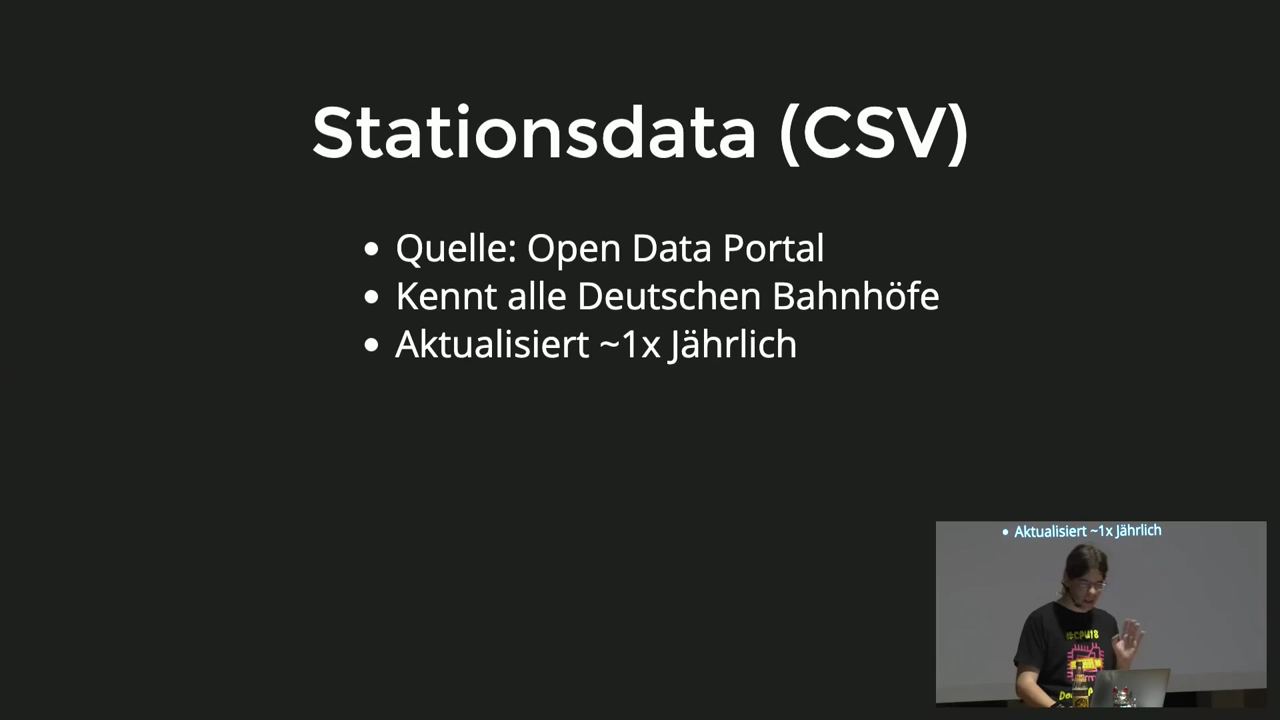 Stationsdata (CSV)
• Quelle: Open Data Portal
• Kennt alle Deutschen Bahnhöfe
• Aktualisiert ~1x Jährlich
• Aktualisiert ~1x Jährlich